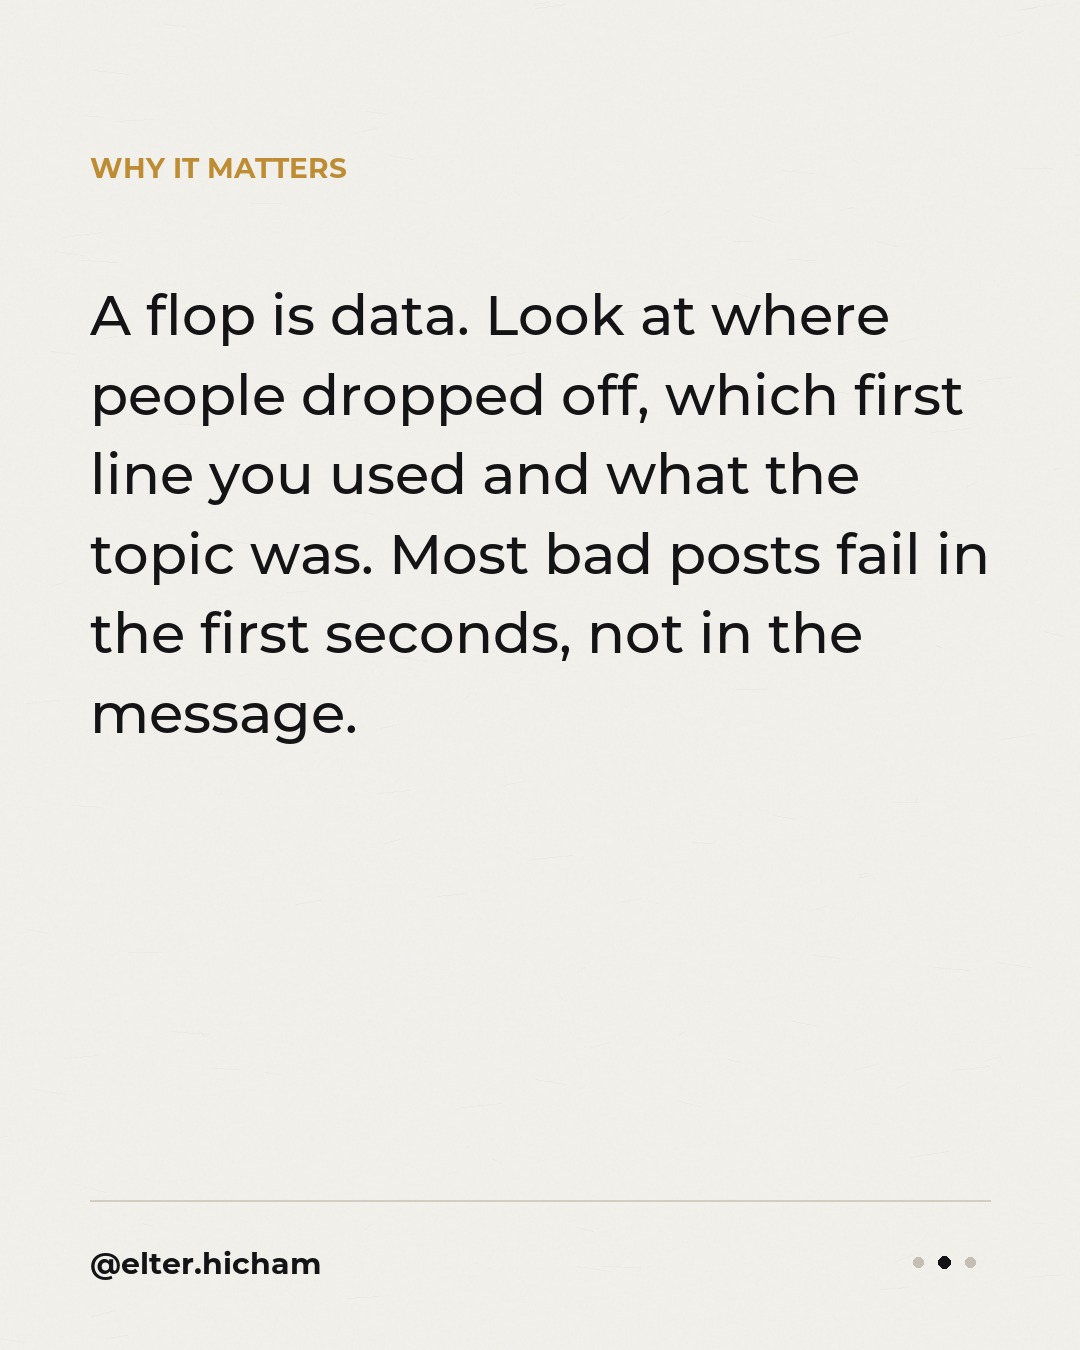 WHY IT MATTERS
A flop is data. Look at where
people dropped off, which first
line you used and what the
topic was. Most bad posts fail in
the first seconds, not in the
message.
@elter.hicham